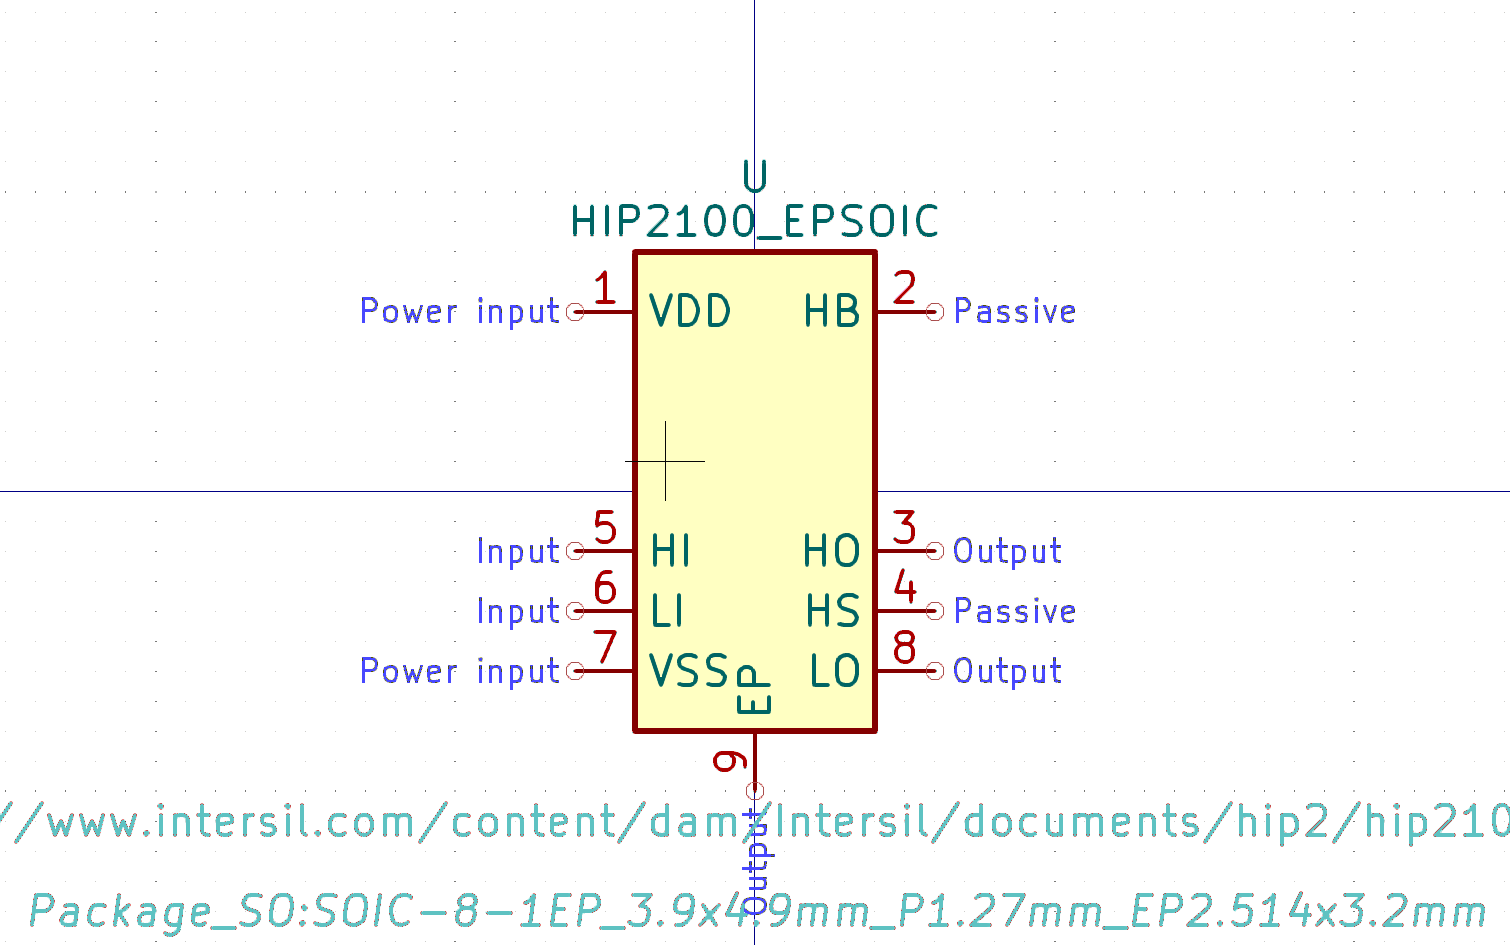 U
HIP2100_EPSOIC
Power input 1 VDD HB 2 Passive
Input 5 HI HO 3 Output
Input 6 LI HS 4 Passive
Power input 7 VSS LO 8 Output
EP
9
Output
//www.intersil.com/content/dam/Intersil/documents/hip2/hip210
Package_SO:SOIC-8-1EP_3.9x4.9mm_P1.27mm_EP2.514x3.2mm